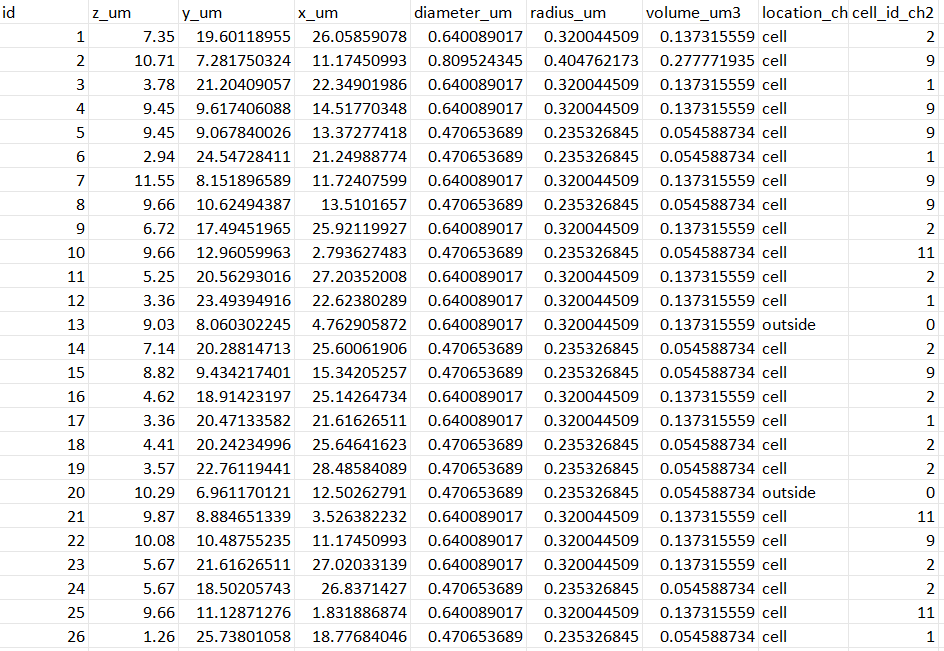 id z_um y_um x_um diameter_um radius_um volume_um3 location_ch cell_id_ch2
1 7.35 19.60118955 26.05859078 0.640089017 0.320044509 0.137315559 cell 2
2 10.71 7.281750324 11.17450993 0.809524345 0.404762173 0.277771935 cell 9
3 3.78 21.20409057 22.34901986 0.640089017 0.320044509 0.137315559 cell 1
4 9.45 9.617406088 14.51770348 0.640089017 0.320044509 0.137315559 cell 9
5 9.45 9.067840026 13.37277418 0.470653689 0.235326845 0.054588734 cell 9
6 2.94 24.54728411 21.24988774 0.470653689 0.235326845 0.054588734 cell 1
7 11.55 8.151896589 11.72407599 0.640089017 0.320044509 0.137315559 cell 9
8 9.66 10.62494387 13.5101657 0.470653689 0.235326845 0.054588734 cell 9
9 6.72 17.49451965 25.92119927 0.640089017 0.320044509 0.137315559 cell 2
10 9.66 12.96059963 2.793627483 0.470653689 0.235326845 0.054588734 cell 11
11 5.25 20.56293016 27.20352008 0.640089017 0.320044509 0.137315559 cell 2
12 3.36 23.49394916 22.62380289 0.640089017 0.320044509 0.137315559 cell 1
13 9.03 8.060302245 4.762905872 0.640089017 0.320044509 0.137315559 outside 0
14 7.14 20.28814713 25.60061906 0.470653689 0.235326845 0.054588734 cell 2
15 8.82 9.434217401 15.34205257 0.470653689 0.235326845 0.054588734 cell 9
16 4.62 18.91423197 25.14264734 0.640089017 0.320044509 0.137315559 cell 2
17 3.36 20.47133582 21.61626511 0.640089017 0.320044509 0.137315559 cell 1
18 4.41 20.24234996 25.64641623 0.470653689 0.235326845 0.054588734 cell 2
19 3.57 22.76119441 28.48584089 0.470653689 0.235326845 0.054588734 cell 2
20 10.29 6.961170121 12.50262791 0.470653689 0.235326845 0.054588734 outside 0
21 9.87 8.884651339 3.526382232 0.640089017 0.320044509 0.137315559 cell 11
22 10.08 10.48755235 11.17450993 0.640089017 0.320044509 0.137315559 cell 9
23 5.67 21.61626511 27.02033139 0.640089017 0.320044509 0.137315559 cell 2
24 5.67 18.50205743 26.8371427 0.470653689 0.235326845 0.054588734 cell 2
25 9.66 11.12871276 1.831886874 0.640089017 0.320044509 0.137315559 cell 11
26 1.26 25.73801058 18.77684046 0.470653689 0.235326845 0.054588734 cell 1